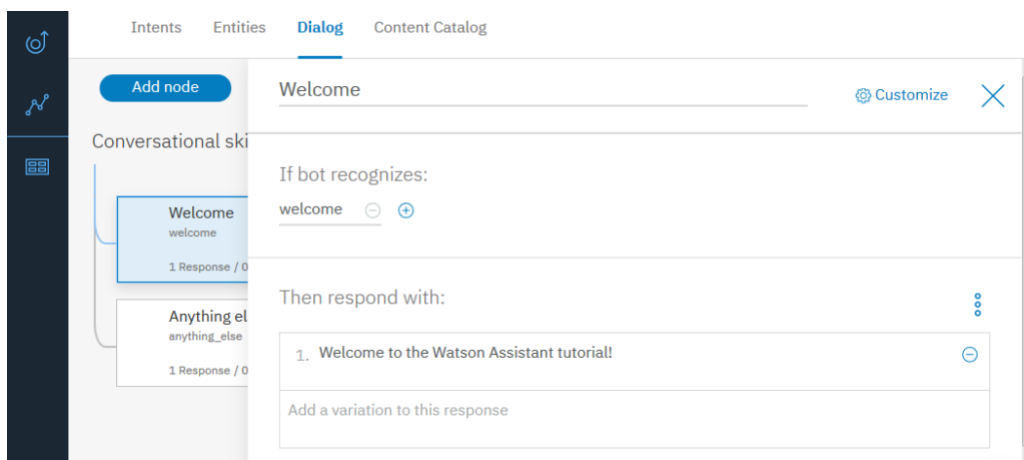 Intents Entities Dialog Content Catalog
Add node
Conversational ski
Welcome
welcome
1 Response / 0
Anything el
anything_else
1 Response / 0
Welcome
Customize
If bot recognizes:
welcome
Then respond with:
1. Welcome to the Watson Assistant tutorial!
Add a variation to this response